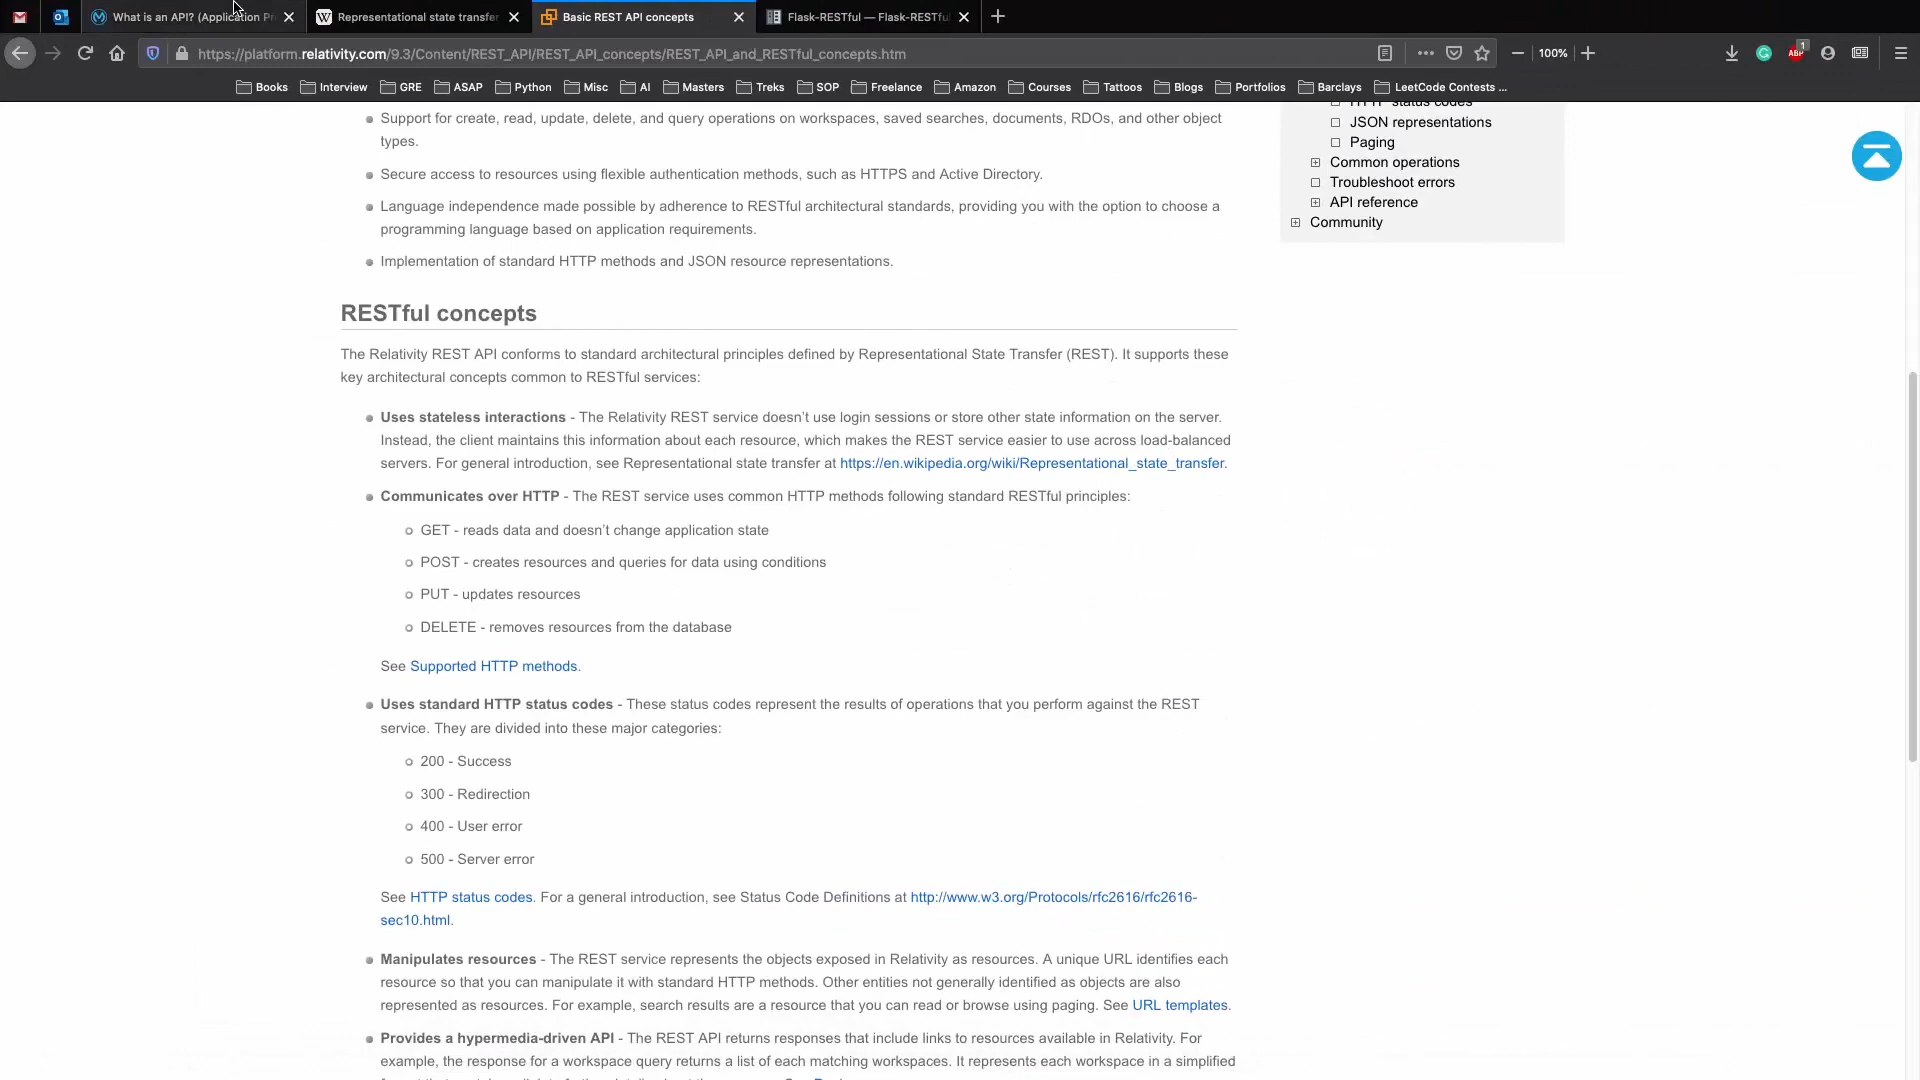 What is an API? (Application Pr
Representational state transfer
Basic REST API concepts
Flask-RESTful — Flask-RESTfu
https://platform.relativity.com/9.3/Content/REST_API/REST_API_concepts/REST_API_and_RESTful_concepts.htm
100%
1
Books
Interview
GRE
ASAP
Python
Misc
AI
Masters
Treks
SOP
Freelance
Amazon
Courses
Tattoos
Blogs
Portfolios
Barclays
LeetCode Contests ...
Support for create, read, update, delete, and query operations on workspaces, saved searches, documents, RDOs, and other object
types.
Secure access to resources using flexible authentication methods, such as HTTPS and Active Directory.
Language independence made possible by adherence to RESTful architectural standards, providing you with the option to choose a
programming language based on application requirements.
Implementation of standard HTTP methods and JSON resource representations.
HTTP status codes
JSON representations
Paging
Common operations
Troubleshoot errors
API reference
Community
RESTful concepts
The Relativity REST API conforms to standard architectural principles defined by Representational State Transfer (REST). It supports these
key architectural concepts common to RESTful services:
Uses stateless interactions - The Relativity REST service doesn't use login sessions or store other state information on the server.
Instead, the client maintains this information about each resource, which makes the REST service easier to use across load-balanced
servers. For general introduction, see Representational state transfer at https://en.wikipedia.org/wiki/Representational_state_transfer.
Communicates over HTTP - The REST service uses common HTTP methods following standard RESTful principles:
GET - reads data and doesn't change application state
POST - creates resources and queries for data using conditions
PUT - updates resources
DELETE - removes resources from the database
See Supported HTTP methods.
Uses standard HTTP status codes - These status codes represent the results of operations that you perform against the REST
service. They are divided into these major categories:
200 - Success
300 - Redirection
400 - User error
500 - Server error
See HTTP status codes. For a general introduction, see Status Code Definitions at http://www.w3.org/Protocols/rfc2616/rfc2616-
sec10.html.
Manipulates resources - The REST service represents the objects exposed in Relativity as resources. A unique URL identifies each
resource so that you can manipulate it with standard HTTP methods. Other entities not generally identified as objects are also
represented as resources. For example, search results are a resource that you can read or browse using paging. See URL templates.
Provides a hypermedia-driven API - The REST API returns responses that include links to resources available in Relativity. For
example, the response for a workspace query returns a list of each matching workspaces. It represents each workspace in a simplified